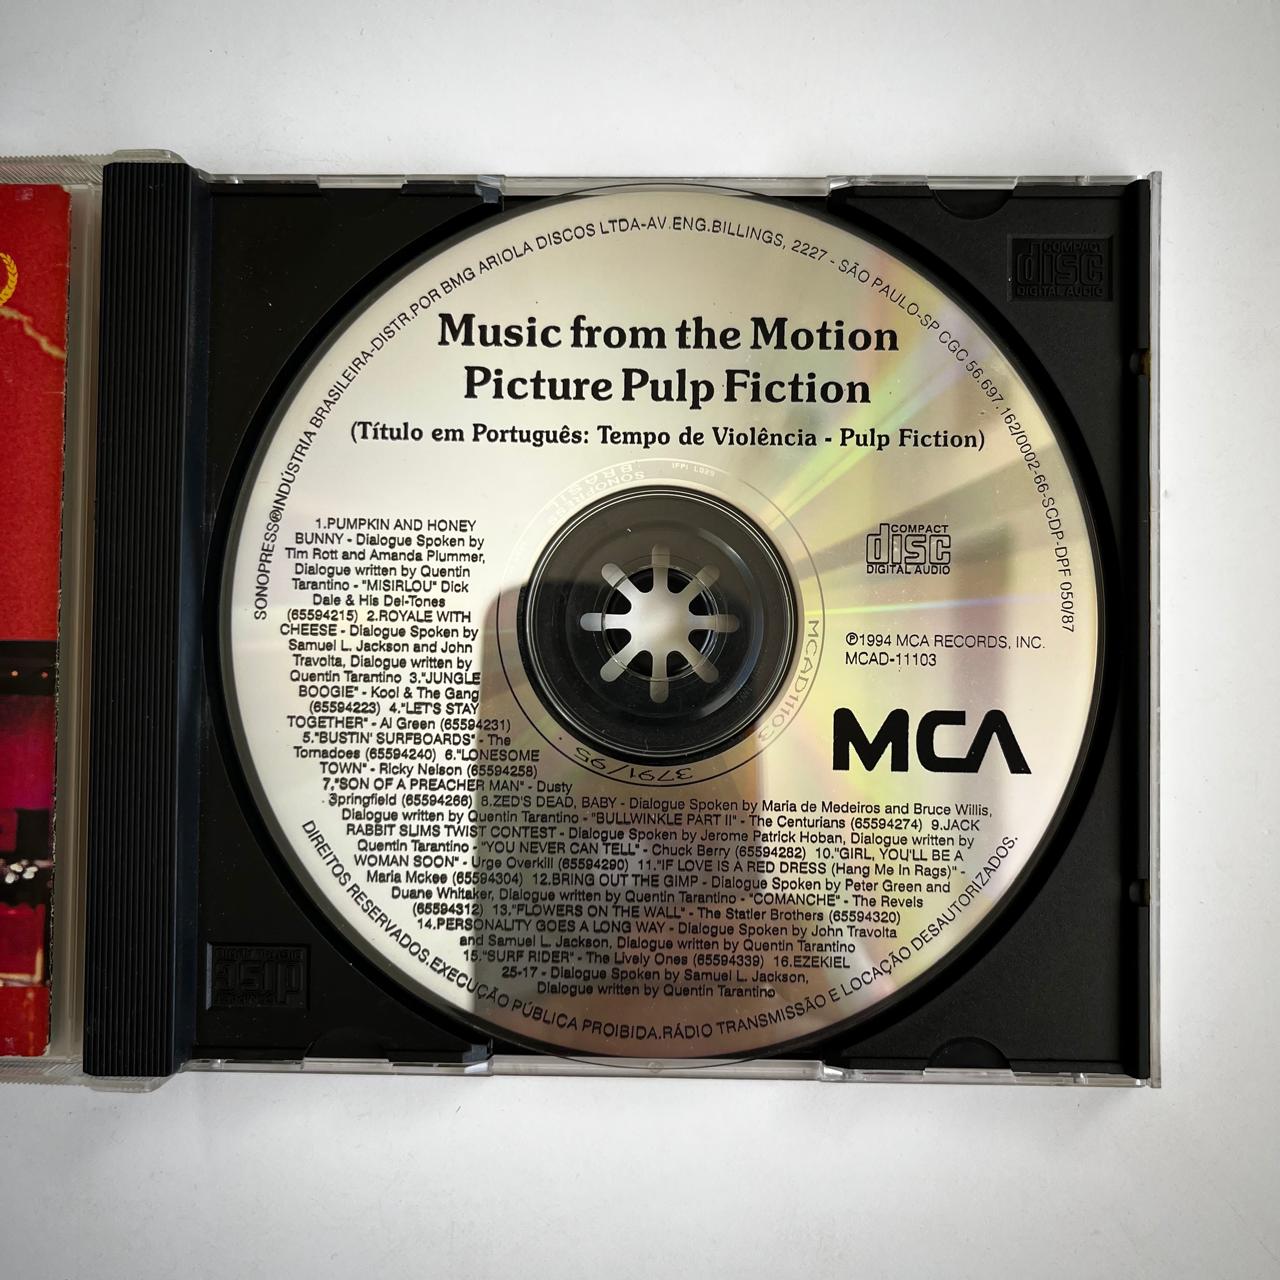 SONOPRESS®INDÚSTRIA BRASILEIRA-DISTR.POR BMG ARIOLA DISCOS LTDA-AV.ENG.BILLINGS, 2227 - SÃO PAULO-SP CGC 56.697.162/0002-66-SCDP-DPF 050/87
Music from the Motion
Picture Pulp Fiction
(Título em Português: Tempo de Violência - Pulp Fiction)
IFPI L025
SONOPRESS
BRASIL
1.PUMPKIN AND HONEY
BUNNY - Dialogue Spoken by
Tim Rott and Amanda Plummer,
Dialogue written by Quentin
Tarantino - "MISIRLOU" Dick
Dale & His Del-Tones
(65594215) 2.ROYALE WITH
CHEESE - Dialogue Spoken by
Samuel L. Jackson and John
Travolta, Dialogue written by
Quentin Tarantino 3."JUNGLE
BOOGIE" - Kool & The Gang
(65594223) 4."LET'S STAY
TOGETHER" - Al Green (65594231)
5."BUSTIN' SURFBOARDS" - The
Tornadoes (65594240) 6."LONESOME
TOWN" - Ricky Nelson (65594258)
7."SON OF A PREACHER MAN" - Dusty
Springfield (65594266) 8.ZED'S DEAD, BABY - Dialogue Spoken by Maria de Medeiros and Bruce Willis,
Dialogue written by Quentin Tarantino - "BULLWINKLE PART II" - The Centurians (65594274) 9.JACK
RABBIT SLIMS TWIST CONTEST - Dialogue Spoken by Jerome Patrick Hoban, Dialogue written by
Quentin Tarantino - "YOU NEVER CAN TELL" - Chuck Berry (65594282) 10."GIRL, YOU'LL BE A
WOMAN SOON" - Urge Overkill (65594290) 11."IF LOVE IS A RED DRESS (Hang Me In Rags)" -
Maria Mckee (65594304) 12.BRING OUT THE GIMP - Dialogue Spoken by Peter Green and
Duane Whitaker, Dialogue written by Quentin Tarantino - "COMANCHE" - The Revels
(65594312) 13."FLOWERS ON THE WALL" - The Statler Brothers (65594320)
14.PERSONALITY GOES A LONG WAY - Dialogue Spoken by John Travolta
and Samuel L. Jackson, Dialogue written by Quentin Tarantino
15."SURF RIDER" - The Lively Ones (65594339) 16.EZEKIEL
25-17 - Dialogue Spoken by Samuel L. Jackson,
Dialogue written by Quentin Tarantino
COMPACT
disc
DIGITAL AUDIO
℗1994 MCA RECORDS, INC.
MCAD-11103
MCA
MCAD11103
3791/95
DIREITOS RESERVADOS.EXECUÇÃO PÚBLICA PROIBIDA.RÁDIO TRANSMISSÃO E LOCAÇÃO DESAUTORIZADOS.
COMPACT
disc
DIGITAL AUDIO
disc